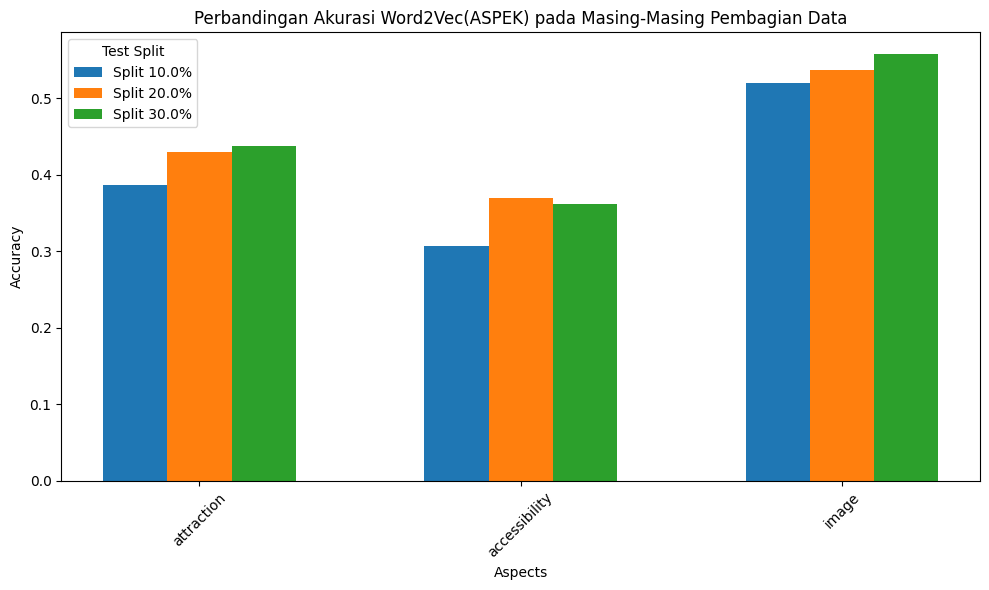 Perbandingan Akurasi Word2Vec(ASPEK) pada Masing-Masing Pembagian Data
Test Split
Split 10.0%
Split 20.0%
Split 30.0%
Accuracy
0.5
0.4
0.3
0.2
0.1
0.0
attraction
accessibility
image
Aspects